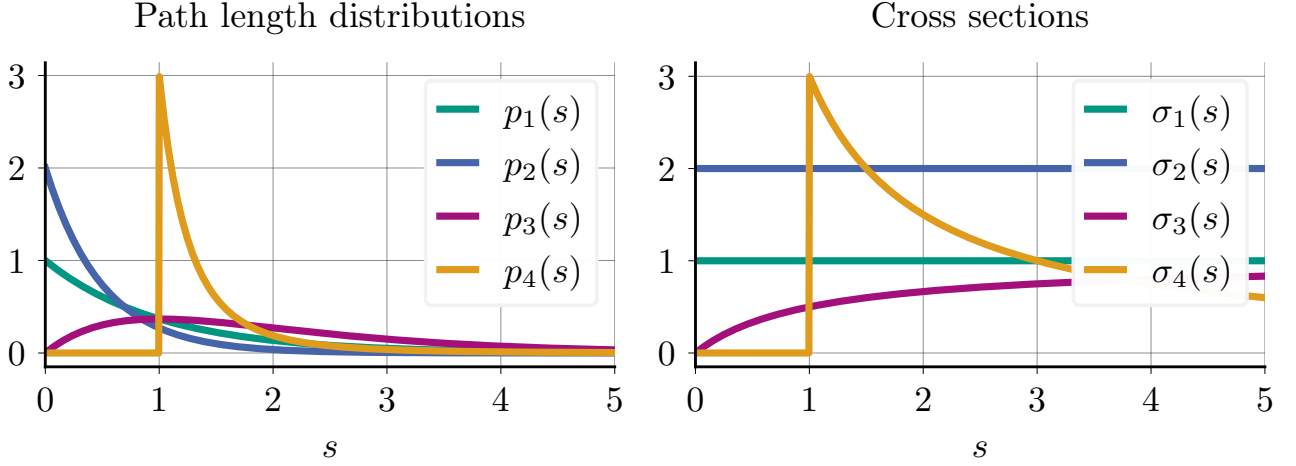 Path length distributions
3
2
1
0
0 1 2 3 4 5
s
p₁(s)
p₂(s)
p₃(s)
p₄(s)
Cross sections
3
2
1
0
0 1 2 3 4 5
s
σ₁(s)
σ₂(s)
σ₃(s)
σ₄(s)